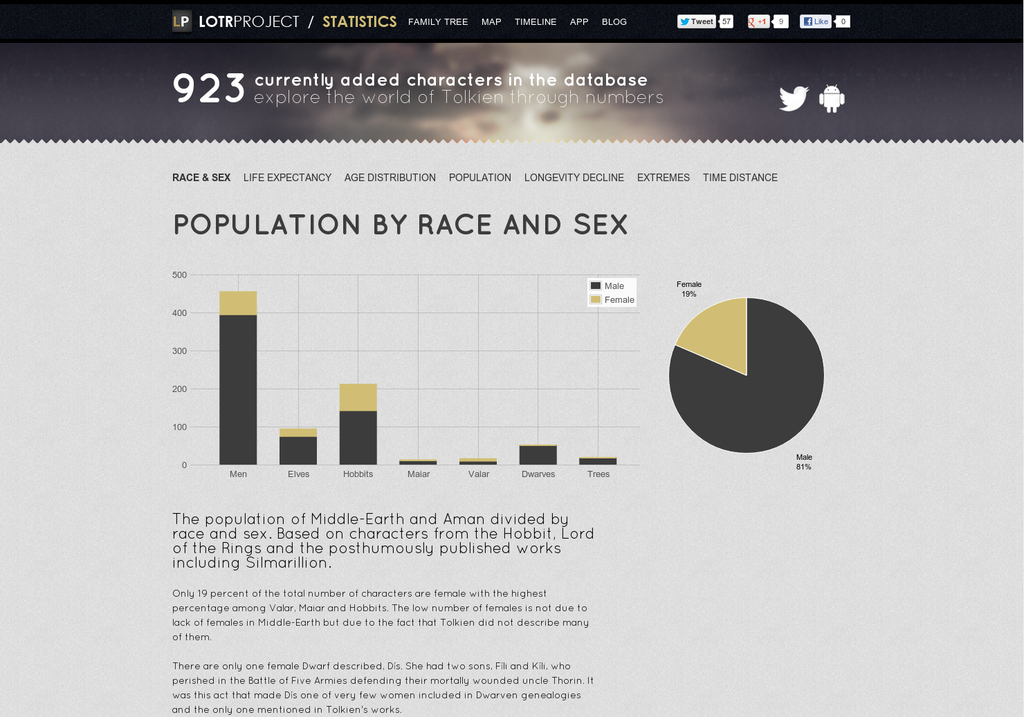 LP LOTRPROJECT / STATISTICS FAMILY TREE MAP TIMELINE APP BLOG Tweet 57 +1 9 Like 0
923 currently added characters in the database
explore the world of Tolkien through numbers
RACE & SEX LIFE EXPECTANCY AGE DISTRIBUTION POPULATION LONGEVITY DECLINE EXTREMES TIME DISTANCE
POPULATION BY RACE AND SEX
500
400
300
200
100
0
Men Elves Hobbits Maiar Valar Dwarves Trees
Male
Female
Female
19%
Male
81%
The population of Middle-Earth and Aman divided by
race and sex. Based on characters from the Hobbit, Lord
of the Rings and the posthumously published works
including Silmarillion.
Only 19 percent of the total number of characters are female with the highest
percentage among Valar, Maiar and Hobbits. The low number of females is not due to
lack of females in Middle-Earth but due to the fact that Tolkien did not describe many
of them.
There are only one female Dwarf described, Dís. She had two sons, Fíli and Kíli, who
perished in the Battle of Five Armies defending their mortally wounded uncle Thorin. It
was this act that made Dís one of very few women included in Dwarven genealogies
and the only one mentioned in Tolkien's works.